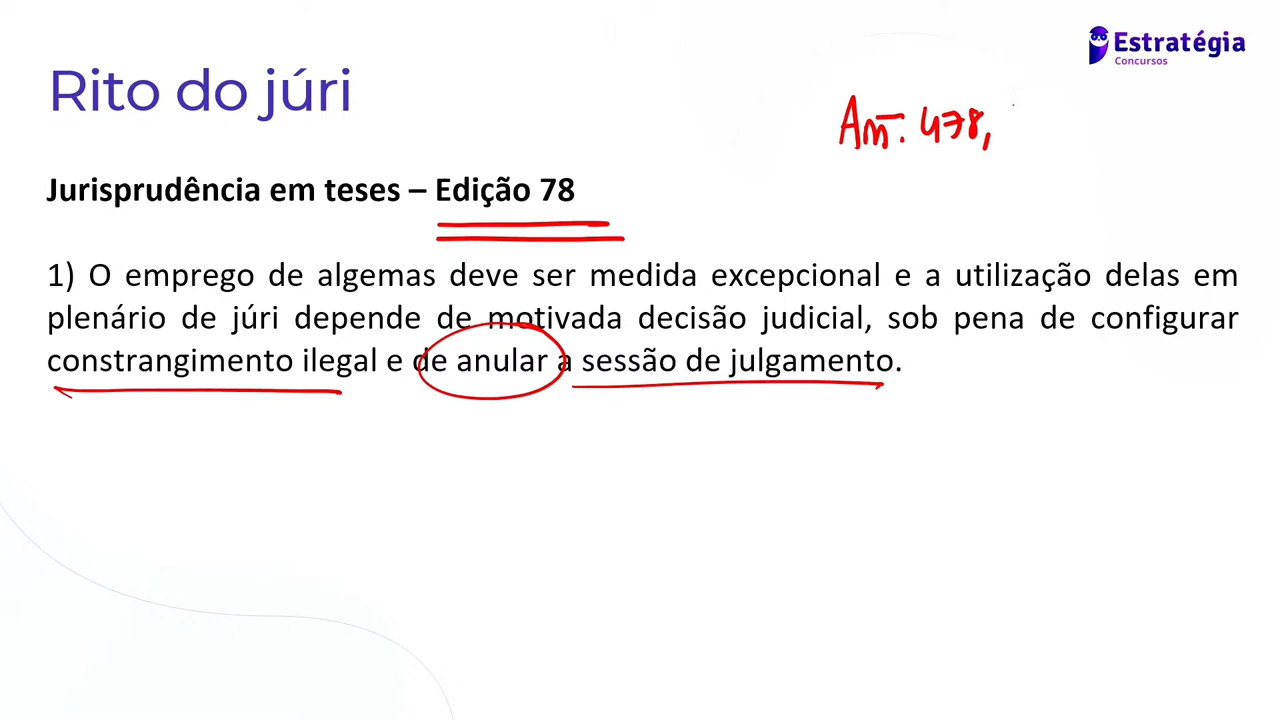 Estratégia
Concursos
Rito do júri
Art. 478,
Jurisprudência em teses – Edição 78
1) O emprego de algemas deve ser medida excepcional e a utilização delas em
plenário de júri depende de motivada decisão judicial, sob pena de configurar
constrangimento ilegal e de anular a sessão de julgamento.